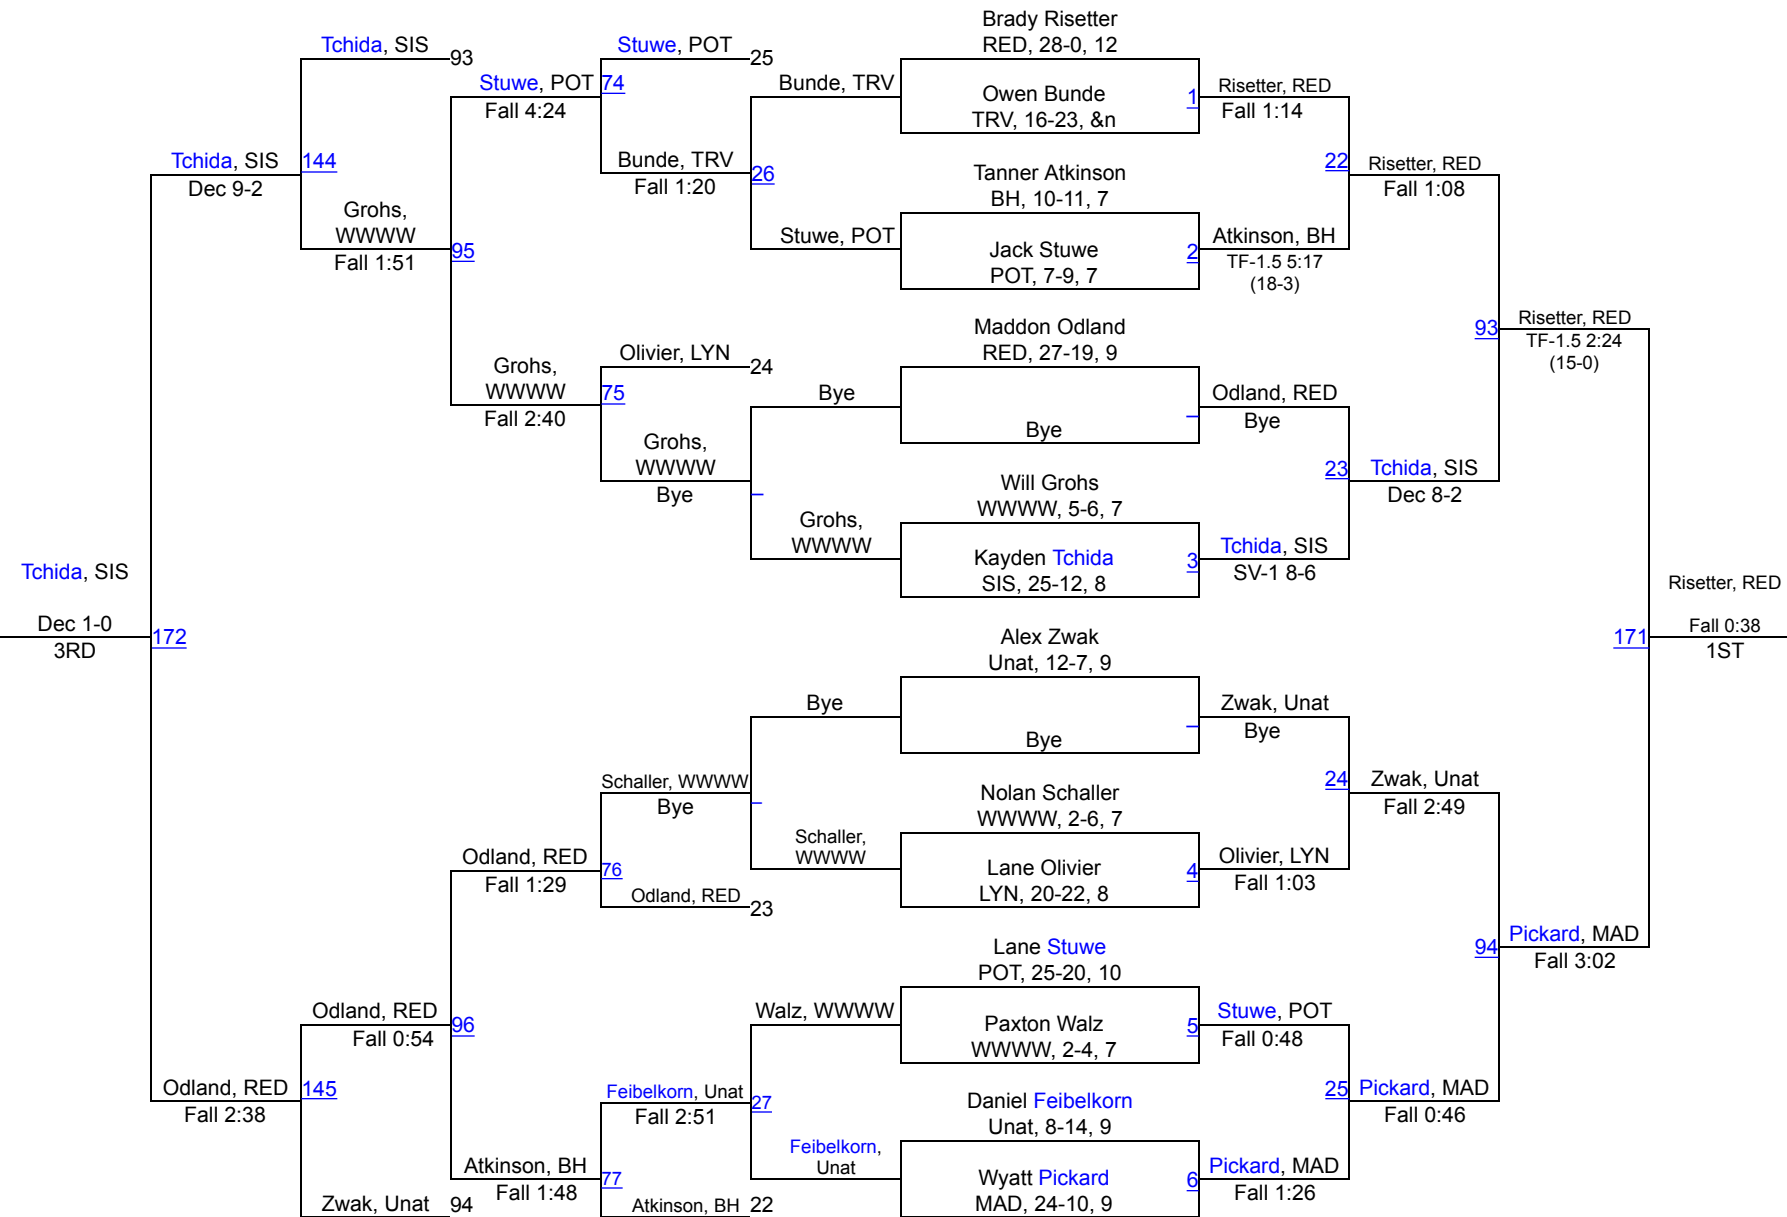 Brady Risetter
RED, 28-0, 12
Tchida, SIS
93
Stuwe, POT
25
Stuwe, POT
74
Fall 4:24
Bunde, TRV
Owen Bunde
TRV, 16-23, &n
1
Risetter, RED
Fall 1:14
Tchida, SIS
144
Dec 9-2
Bunde, TRV
26
Fall 1:20
Tanner Atkinson
BH, 10-11, 7
22
Risetter, RED
Fall 1:08
Grohs,
WWWW
95
Fall 1:51
Stuwe, POT
Jack Stuwe
POT, 7-9, 7
2
Atkinson, BH
TF-1.5 5:17
(18-3)
Maddon Odland
RED, 27-19, 9
93
Risetter, RED
TF-1.5 2:24
(15-0)
Grohs,
WWWW
75
Fall 2:40
Olivier, LYN
24
Bye
Bye
Odland, RED
Bye
Grohs,
WWWW
Bye
Will Grohs
WWWW, 5-6, 7
23
Tchida, SIS
Dec 8-2
Grohs,
WWWW
Kayden Tchida
SIS, 25-12, 8
3
Tchida, SIS
SV-1 8-6
Tchida, SIS
Dec 1-0
3RD
172
Risetter, RED
171
Fall 0:38
1ST
Alex Zwak
Unat, 12-7, 9
Bye
Bye
Zwak, Unat
Bye
Schaller, WWWW
Bye
Nolan Schaller
WWWW, 2-6, 7
24
Zwak, Unat
Fall 2:49
Odland, RED
76
Fall 1:29
Schaller,
WWWW
Lane Olivier
LYN, 20-22, 8
4
Olivier, LYN
Fall 1:03
Odland, RED
23
Lane Stuwe
POT, 25-20, 10
94
Pickard, MAD
Fall 3:02
Odland, RED
96
Fall 0:54
Walz, WWWW
Paxton Walz
WWWW, 2-4, 7
5
Stuwe, POT
Fall 0:48
Odland, RED
145
Fall 2:38
Feibelkorn, Unat
27
Fall 2:51
Daniel Feibelkorn
Unat, 8-14, 9
25
Pickard, MAD
Fall 0:46
Atkinson, BH
77
Fall 1:48
Feibelkorn,
Unat
Wyatt Pickard
MAD, 24-10, 9
6
Pickard, MAD
Fall 1:26
Zwak, Unat
94
Atkinson, BH
22